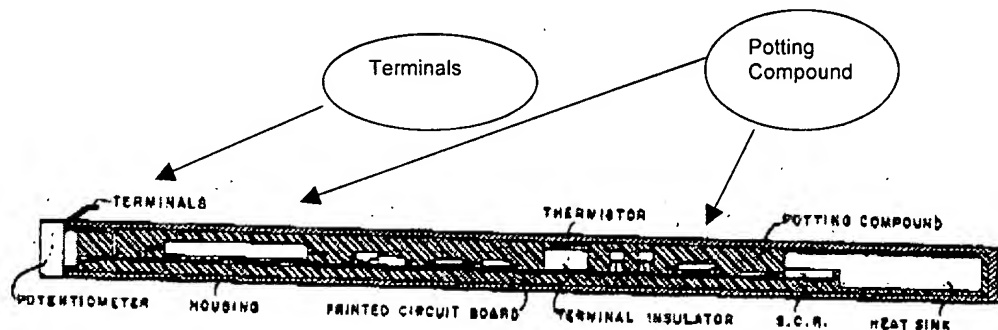 Terminals
Potting
Compound
TERMINALS
THERMISTOR
POTTING COMPOUND
POTENTIOMETER
HOUSING
PRINTED CIRCUIT BOARD
TERMINAL INSULATOR
S.C.R.
HEAT SINK